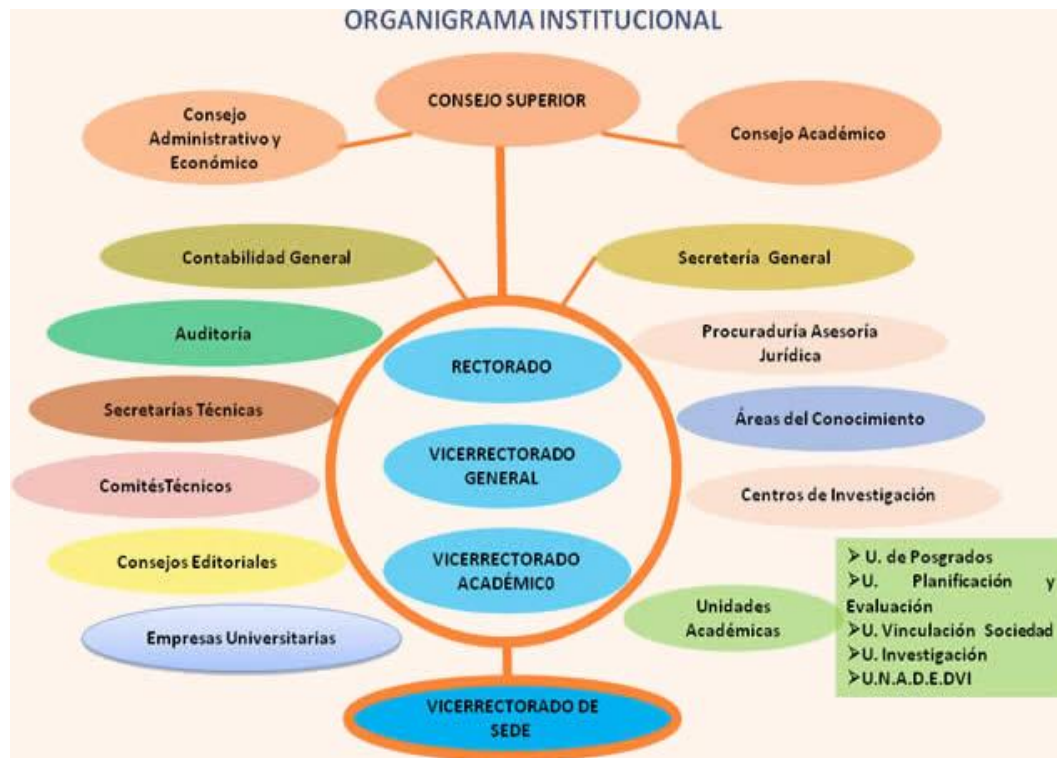 ORGANIGRAMA INSTITUCIONAL
CONSEJO SUPERIOR
Consejo
Administrativo y
Económico
Consejo Académico
Contabilidad General
Secretería General
Auditoría
Procuraduría Asesoría
Jurídica
RECTORADO
Secretarías Técnicas
Áreas del Conocimiento
VICERRECTORADO
GENERAL
ComitésTécnicos
Centros de Investigación
Consejos Editoriales
VICERRECTORADO
ACADÉMIC0
Unidades
Académicas
➢ U. de Posgrados
➢ U. Planificación y
Evaluación
➢U. Vinculación Sociedad
➢U. Investigación
➢U.N.A.D.E.DVI
Empresas Universitarias
VICERRECTORADO DE
SEDE